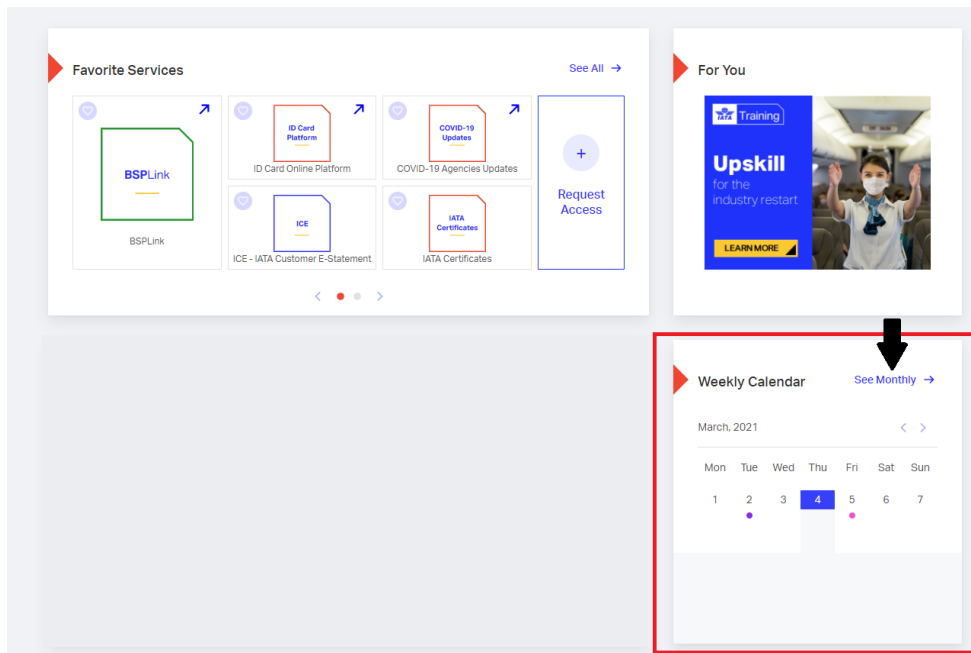 Favorite Services
See All →
BSPLink
BSPLink
ID Card
Platform
ID Card Online Platform
COVID-19
Updates
COVID-19 Agencies Updates
ICE
ICE - IATA Customer E-Statement
IATA
Certificates
IATA Certificates
+
Request
Access
For You
IATA Training
Upskill
for the
industry restart
LEARN MORE
Weekly Calendar
See Monthly →
March, 2021
Mon Tue Wed Thu Fri Sat Sun
1 2 3 4 5 6 7